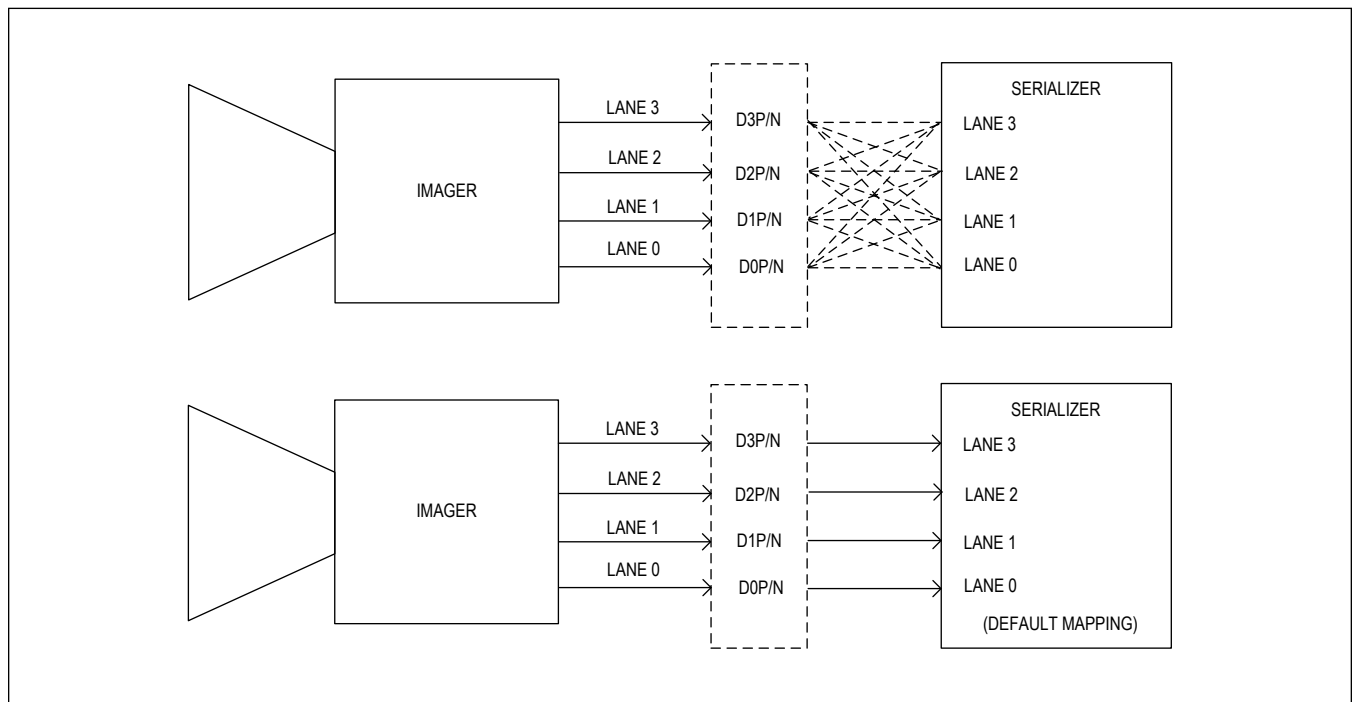 SERIALIZER
LANE 3
D3P/N
LANE 3
LANE 2
D2P/N
LANE 2
IMAGER
LANE 1
D1P/N
LANE 1
LANE 0
D0P/N
LANE 0
SERIALIZER
LANE 3
D3P/N
LANE 3
LANE 2
D2P/N
LANE 2
IMAGER
LANE 1
D1P/N
LANE 1
LANE 0
D0P/N
LANE 0
(DEFAULT MAPPING)